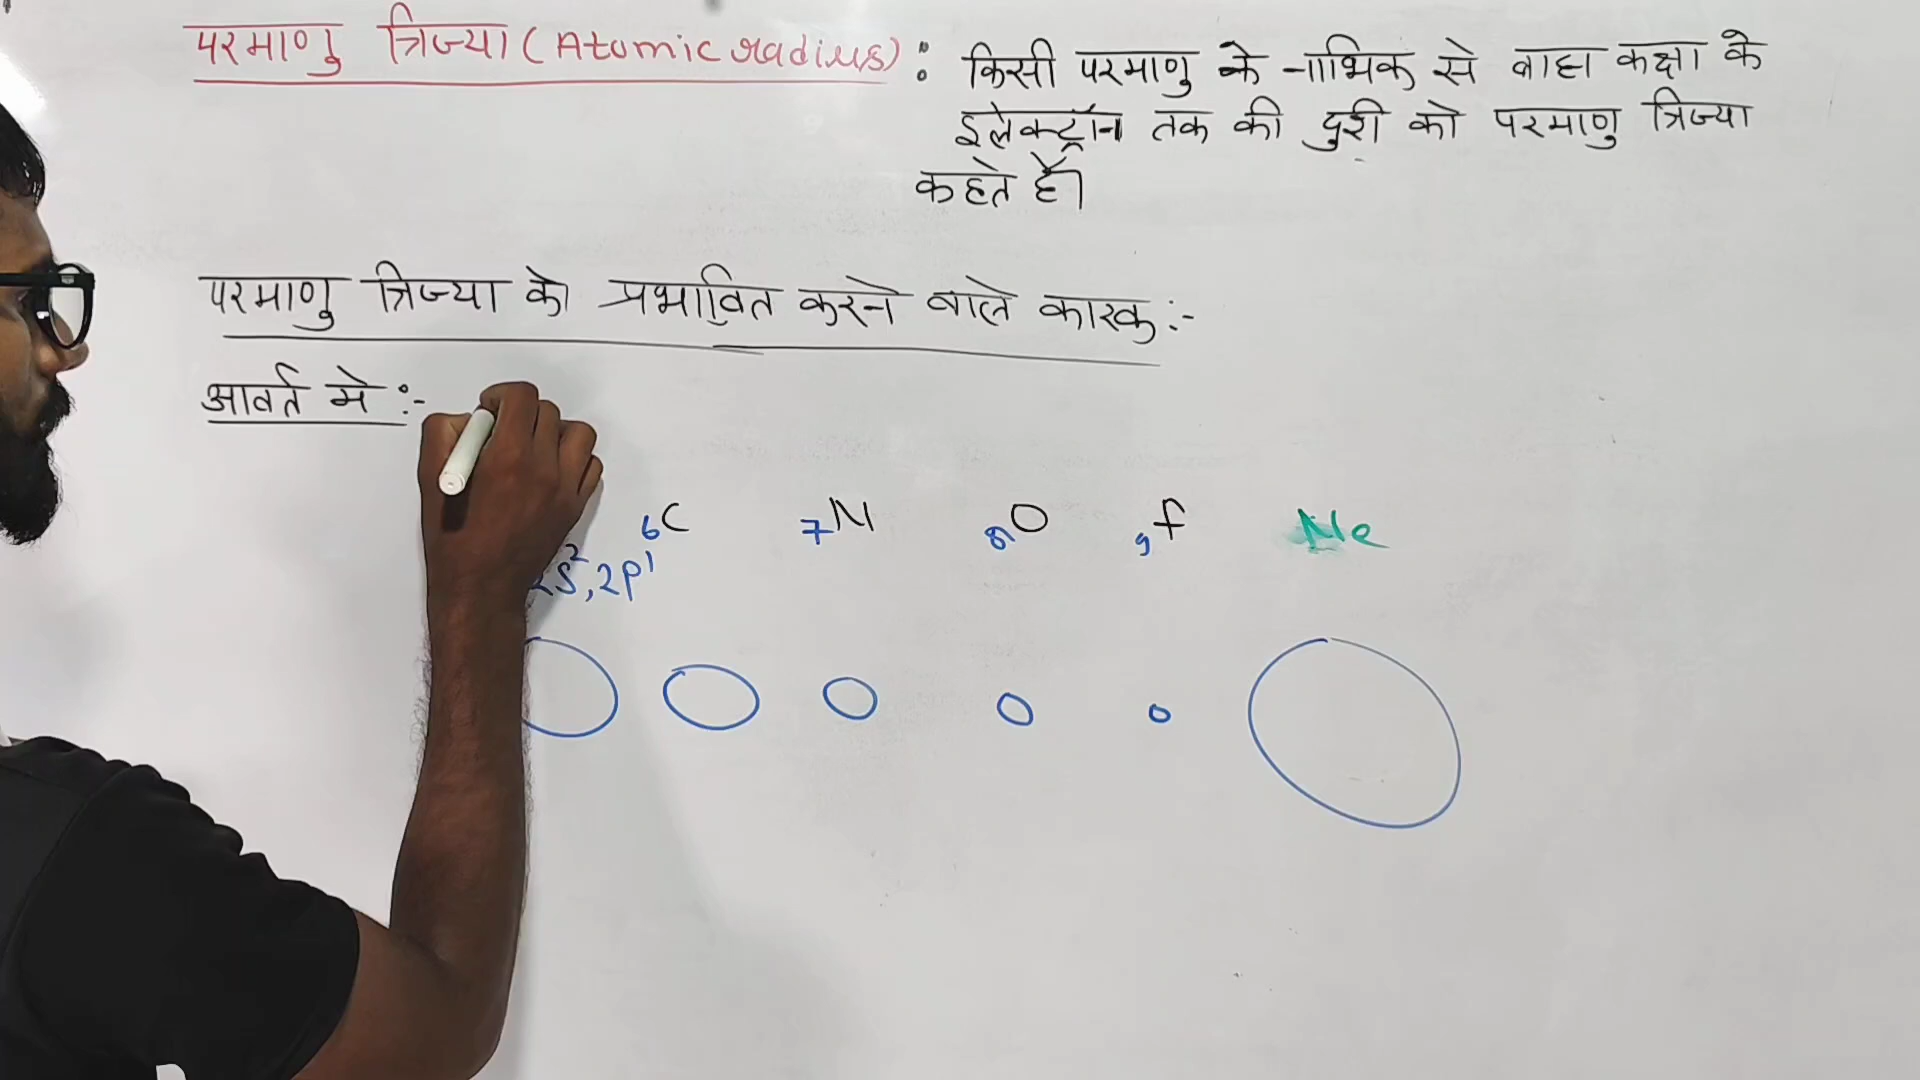 परमाणु त्रिज्या (Atomic radius) : किसी परमाणु के नाभिक से बाह्य कक्षा के
इलेक्ट्रॉन तक की दुरी को परमाणु त्रिज्या
कहते हैं।
परमाणु त्रिज्या को प्रभावित करने वाले कारक :-
आवर्त मे :-
6C 7N 8O 9f Ne
2s², 2p¹